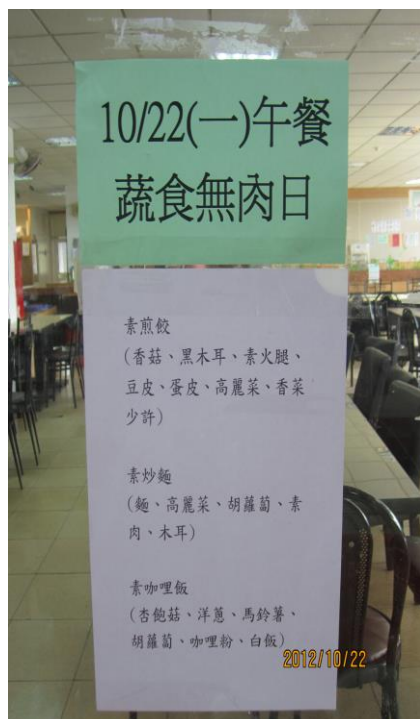 10/22(一)午餐
蔬食無肉日
素煎餃
(香菇、黑木耳、素火腿、
豆皮、蛋皮、高麗菜、香菜
少許)
素炒麵
(麵、高麗菜、胡蘿蔔、素
肉、木耳)
素咖哩飯
(杏鮑菇、洋蔥、馬鈴薯、
胡蘿蔔、咖哩粉、白飯)
2012/10/22